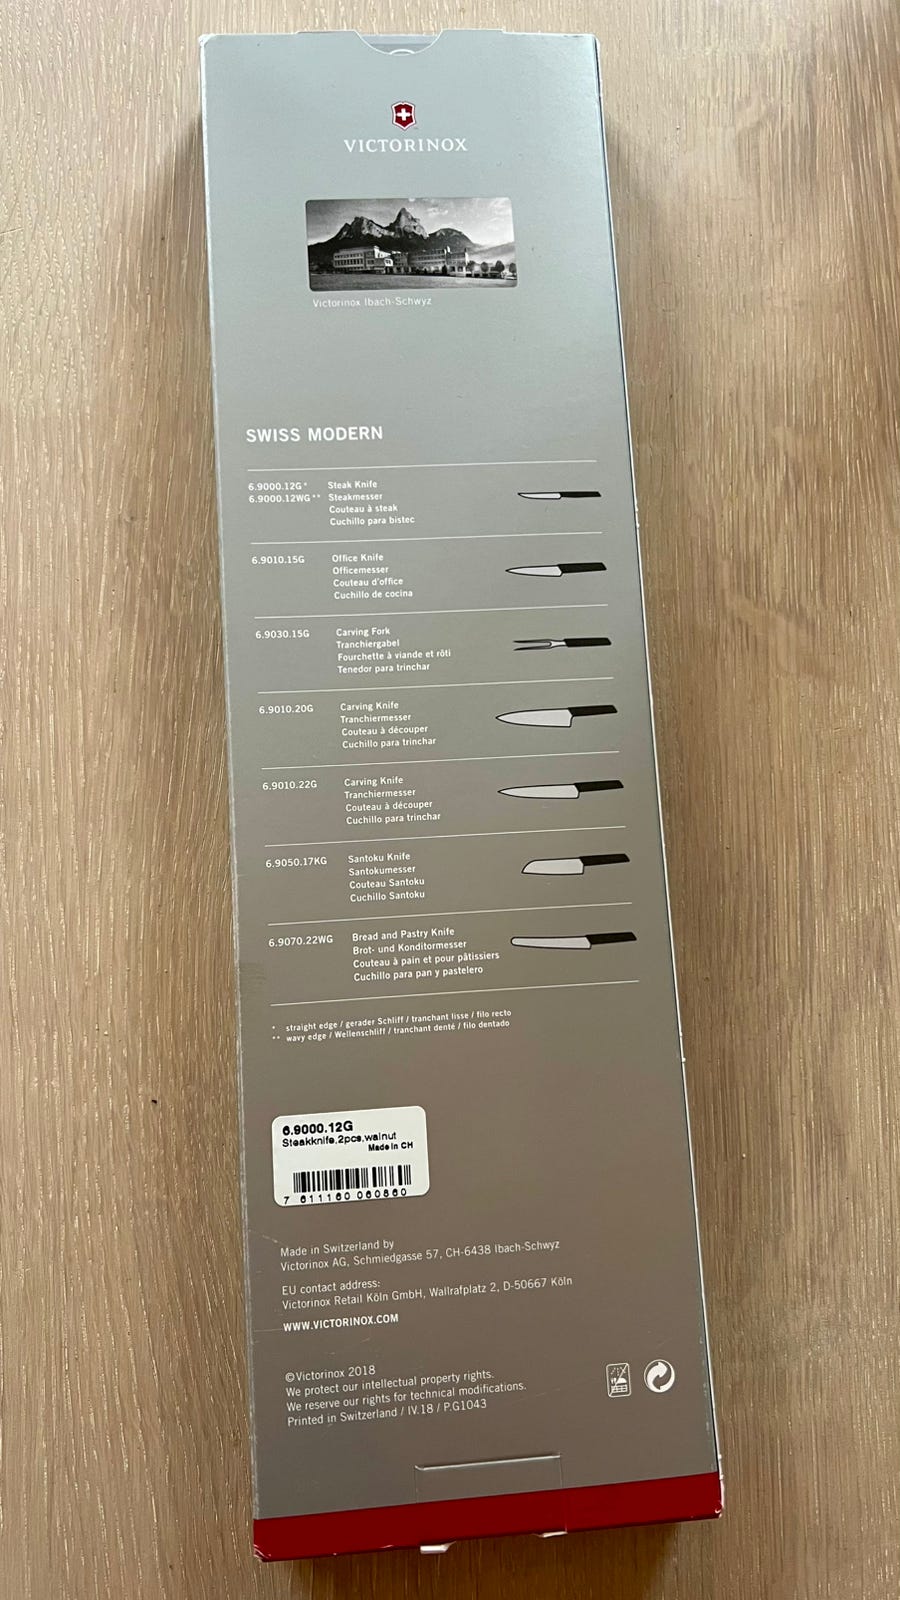 VICTORINOX
Victorinox Ibach-Schwyz
SWISS MODERN
6.9000.12G * Steak Knife
6.9000.12WG ** Steakmesser
Couteau à steak
Cuchillo para bistec
6.9010.15G Office Knife
Officemesser
Couteau d'office
Cuchillo de cocina
6.9030.15G Carving Fork
Tranchiergabel
Fourchette à viande et rôti
Tenedor para trinchar
6.9010.20G Carving Knife
Tranchiermesser
Couteau à découper
Cuchillo para trinchar
6.9010.22G Carving Knife
Tranchiermesser
Couteau à découper
Cuchillo para trinchar
6.9050.17KG Santoku Knife
Santokumesser
Couteau Santoku
Cuchillo Santoku
6.9070.22WG Bread and Pastry Knife
Brot- und Konditormesser
Couteau à pain et pour pâtissiers
Cuchillo para pan y pastelero
* straight edge / gerader Schliff / tranchant lisse / filo recto
** wavy edge / Wellenschliff / tranchant denté / filo dentado
6.9000.12G
Steakknife,2pcs,walnut
Made in CH
7 611160 060860
Made in Switzerland by
Victorinox AG, Schmiedgasse 57, CH-6438 Ibach-Schwyz
EU contact address:
Victorinox Retail Köln GmbH, Wallrafplatz 2, D-50667 Köln
WWW.VICTORINOX.COM
©Victorinox 2018
We protect our intellectual property rights.
We reserve our rights for technical modifications.
Printed in Switzerland / IV.18 / P.G1043